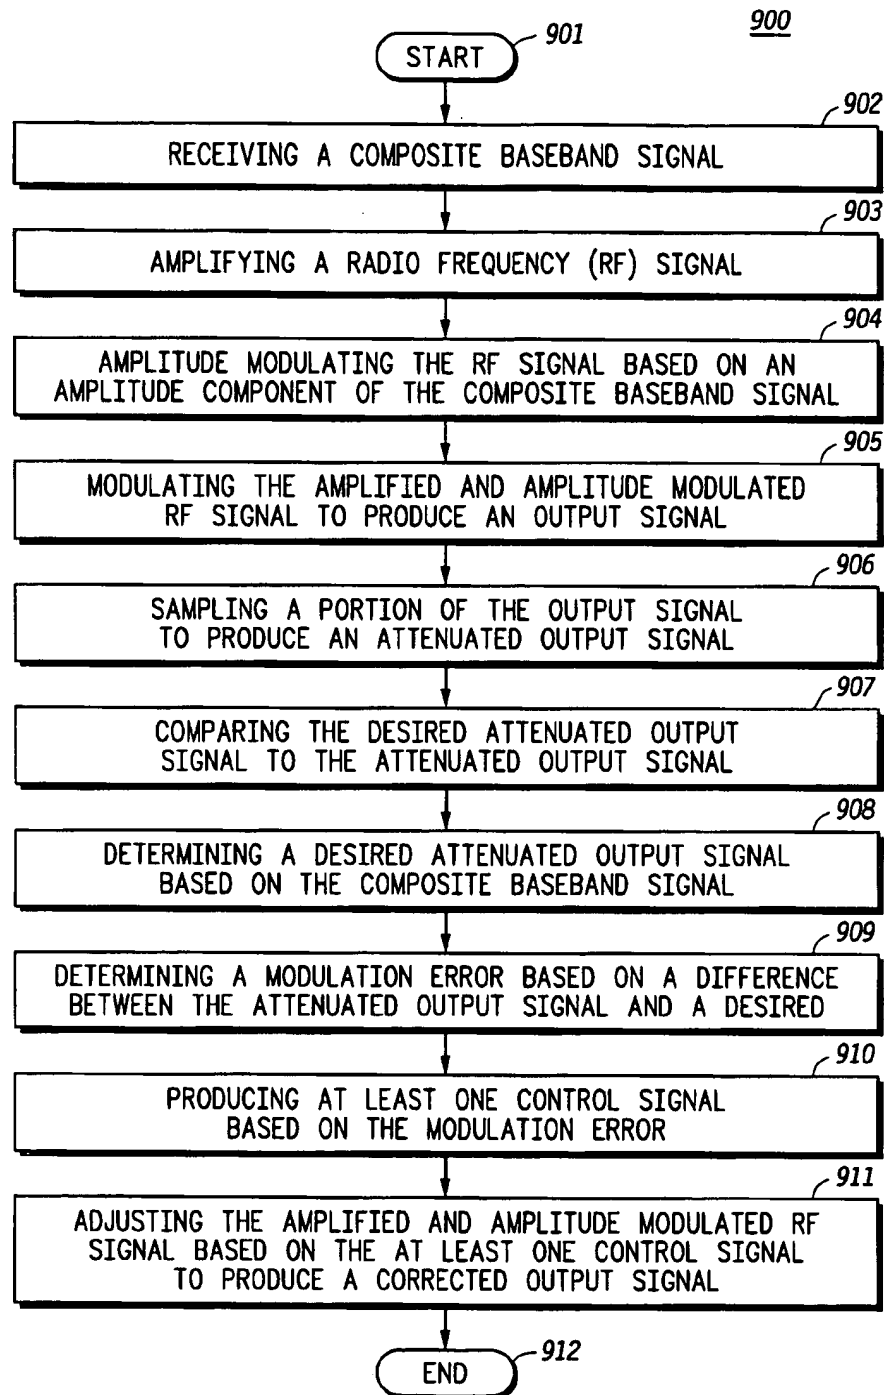 900
START
901
902
RECEIVING A COMPOSITE BASEBAND SIGNAL
903
AMPLIFYING A RADIO FREQUENCY (RF) SIGNAL
904
AMPLITUDE MODULATING THE RF SIGNAL BASED ON AN
AMPLITUDE COMPONENT OF THE COMPOSITE BASEBAND SIGNAL
905
MODULATING THE AMPLIFIED AND AMPLITUDE MODULATED
RF SIGNAL TO PRODUCE AN OUTPUT SIGNAL
906
SAMPLING A PORTION OF THE OUTPUT SIGNAL
TO PRODUCE AN ATTENUATED OUTPUT SIGNAL
907
COMPARING THE DESIRED ATTENUATED OUTPUT
SIGNAL TO THE ATTENUATED OUTPUT SIGNAL
908
DETERMINING A DESIRED ATTENUATED OUTPUT SIGNAL
BASED ON THE COMPOSITE BASEBAND SIGNAL
909
DETERMINING A MODULATION ERROR BASED ON A DIFFERENCE
BETWEEN THE ATTENUATED OUTPUT SIGNAL AND A DESIRED
910
PRODUCING AT LEAST ONE CONTROL SIGNAL
BASED ON THE MODULATION ERROR
911
ADJUSTING THE AMPLIFIED AND AMPLITUDE MODULATED RF
SIGNAL BASED ON THE AT LEAST ONE CONTROL SIGNAL
TO PRODUCE A CORRECTED OUTPUT SIGNAL
END
912